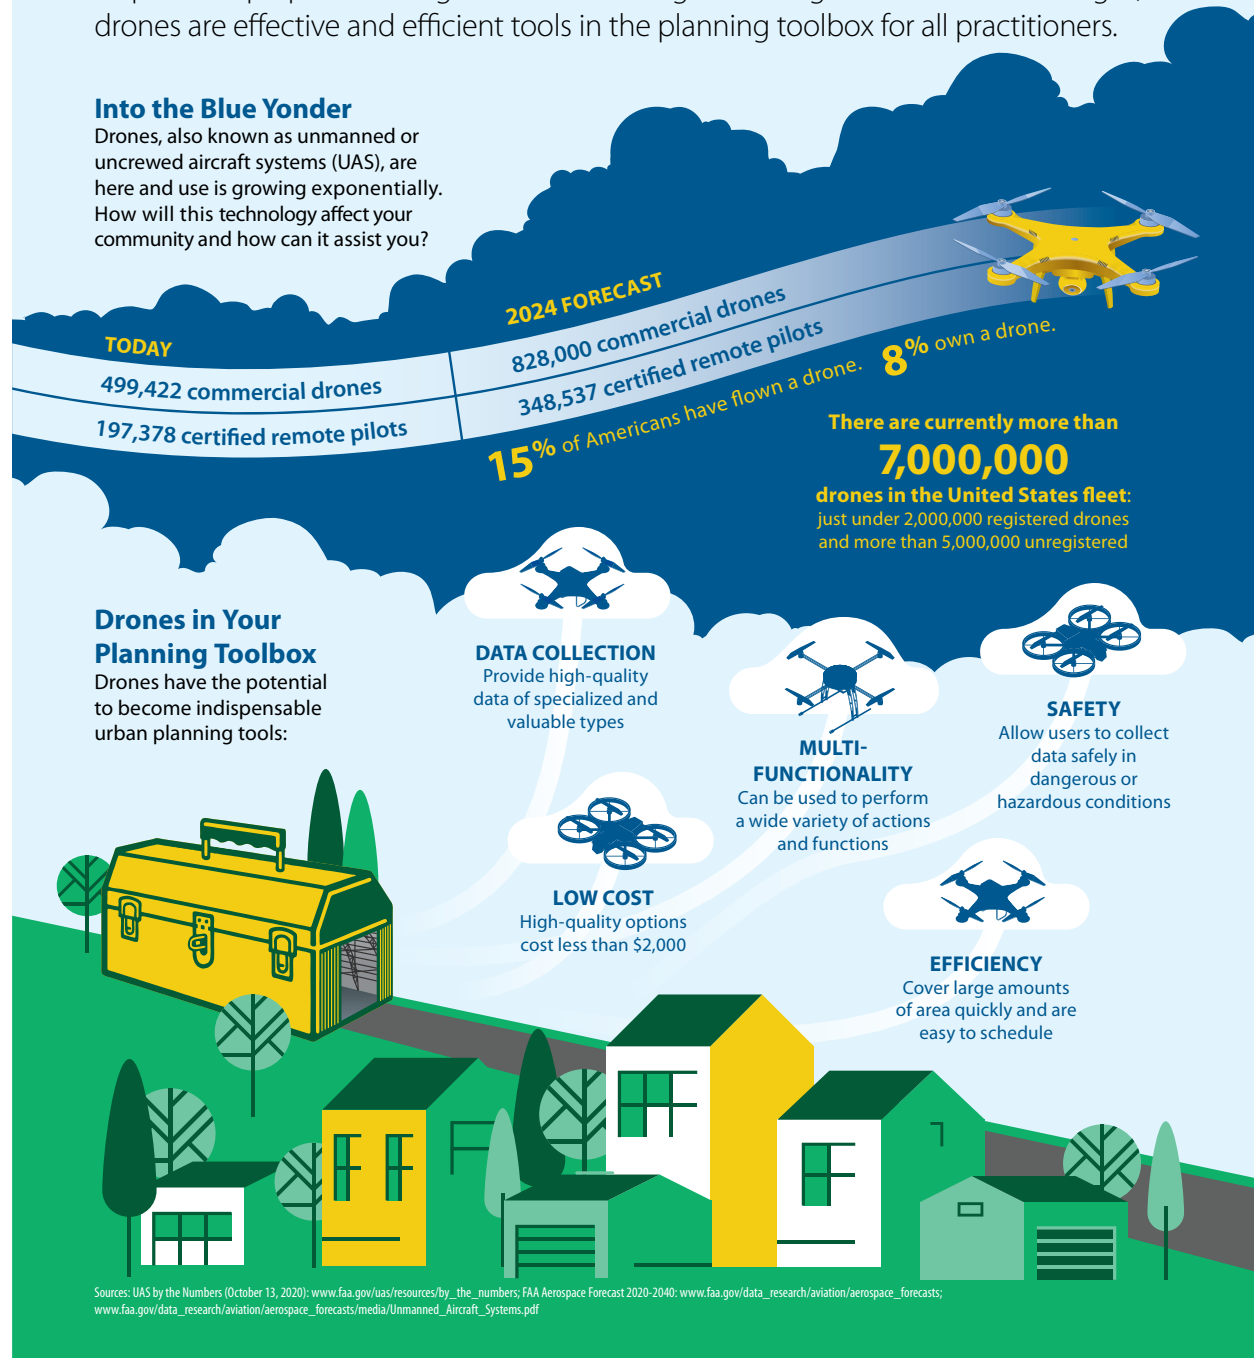 drones are effective and efficient tools in the planning toolbox for all practitioners.
Into the Blue Yonder
Drones, also known as unmanned or
uncrewed aircraft systems (UAS), are
here and use is growing exponentially.
How will this technology affect your
community and how can it assist you?
TODAY
499,422 commercial drones
197,378 certified remote pilots
2024 FORECAST
828,000 commercial drones
348,537 certified remote pilots
15% of Americans have flown a drone. 8% own a drone.
There are currently more than
7,000,000
drones in the United States fleet:
just under 2,000,000 registered drones
and more than 5,000,000 unregistered
Drones in Your
Planning Toolbox
Drones have the potential
to become indispensable
urban planning tools:
DATA COLLECTION
Provide high-quality
data of specialized and
valuable types
MULTI-
FUNCTIONALITY
Can be used to perform
a wide variety of actions
and functions
SAFETY
Allow users to collect
data safely in
dangerous or
hazardous conditions
LOW COST
High-quality options
cost less than $2,000
EFFICIENCY
Cover large amounts
of area quickly and are
easy to schedule
Sources: UAS by the Numbers (October 13, 2020): www.faa.gov/uas/resources/by_the_numbers; FAA Aerospace Forecast 2020-2040: www.faa.gov/data_research/aviation/aerospace_forecasts;
www.faa.gov/data_research/aviation/aerospace_forecasts/media/Unmanned_Aircraft_Systems.pdf